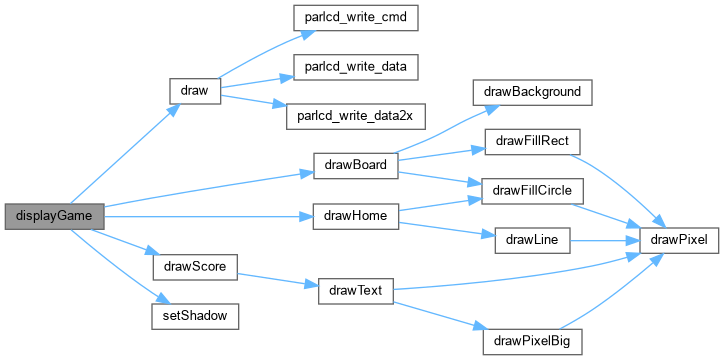 parlcd_write_cmd
parlcd_write_data
draw
drawBackground
parlcd_write_data2x
drawFillRect
drawBoard
drawFillCircle
displayGame
drawHome
drawLine
drawPixel
drawScore
drawText
setShadow
drawPixelBig